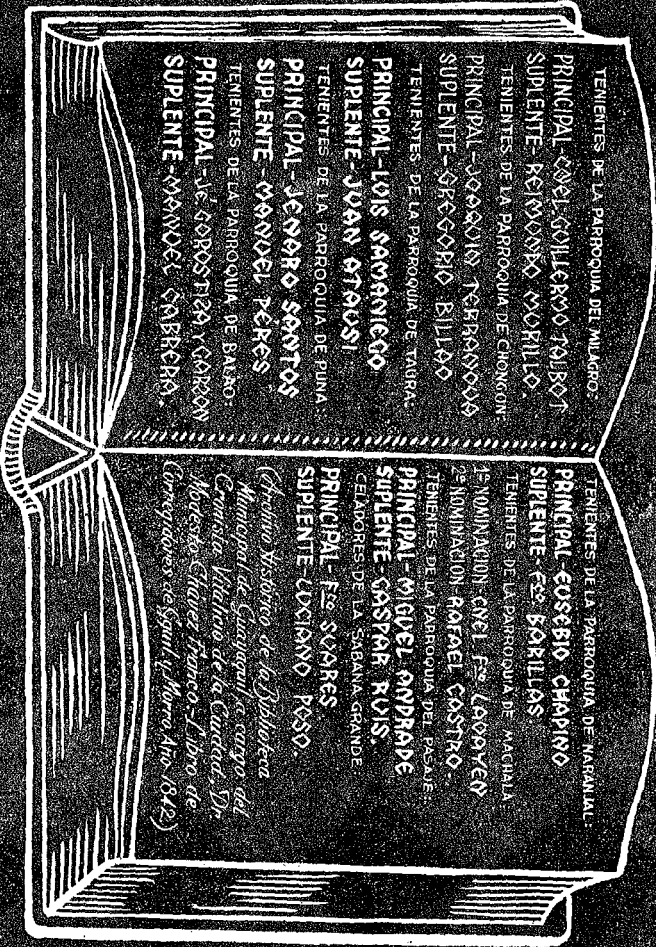 TENIENTES DE LA PARROQUIA DEL MILAGRO:
PRINCIPAL-CNEL. GUILLERMO TALBOT
SUPLENTE-REIMUNDO MORILLO.
TENIENTES DE LA PARROQUIA DE CHONGON:
PRINCIPAL-JOAQUIN TERRANOVA
SUPLENTE-GREGORIO BILLAO
TENIENTES DE LA PARROQUIA DE TAURA:
PRINCIPAL-LUIS SAMANIEGO
SUPLENTE-JUAN ATAUSI
TENIENTES DE LA PARROQUIA DE PUNA:
PRINCIPAL-JENARO SANTOS
SUPLENTE-MANUEL PERES
TENIENTES DE LA PARROQUIA DE BALAO:
PRINCIPAL-JE. GOROSTIZA Y GARON
SUPLENTE-MANUEL CABRERA.
TENIENTES DE LA PARROQUIA DE NARANJAL:
PRINCIPAL-EUSEBIO CHAPINO
SUPLENTE-Fco BARILLAS
TENIENTES DE LA PARROQUIA DE MACHALA:
1ª NOMINACION CNEL. Fco LAVAYEN
2ª NOMINACION-RAFAEL CASTRO.
TENIENTES DE LA PARROQUIA DEL PASAJE:
PRINCIPAL-MIGUEL ANDRADE
SUPLENTE-GASPAR RUIS.
CELADORES DE LA SABANA GRANDE:
PRINCIPAL-Fco SUARES
SUPLENTE-LUCIANO POSO.
(Archivo Histórico de la Biblioteca
Municipal de Guayaquil a cargo del
Cronista Vitalicio de la Ciudad, Dr.
Modesto Chávez Franco-Libro de
Corregidores de Gquil. y Marzo Año 1842)